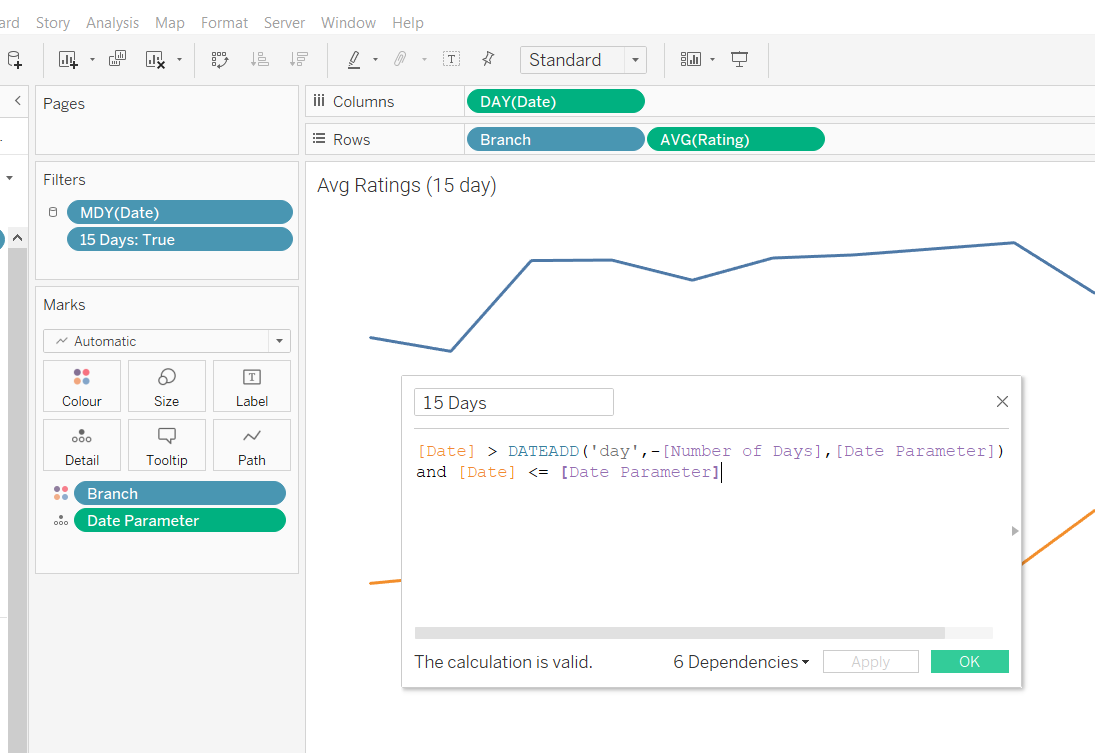 ard Story Analysis Map Format Server Window Help
Standard
Pages
Columns
DAY(Date)
Rows
Branch
AVG(Rating)
Filters
MDY(Date)
15 Days: True
Avg Ratings (15 day)
Marks
Automatic
Colour
Size
Label
Detail
Tooltip
Path
Branch
Date Parameter
15 Days
[Date] > DATEADD('day',-[Number of Days],[Date Parameter])
and [Date] <= [Date Parameter]
The calculation is valid.
6 Dependencies
Apply
OK